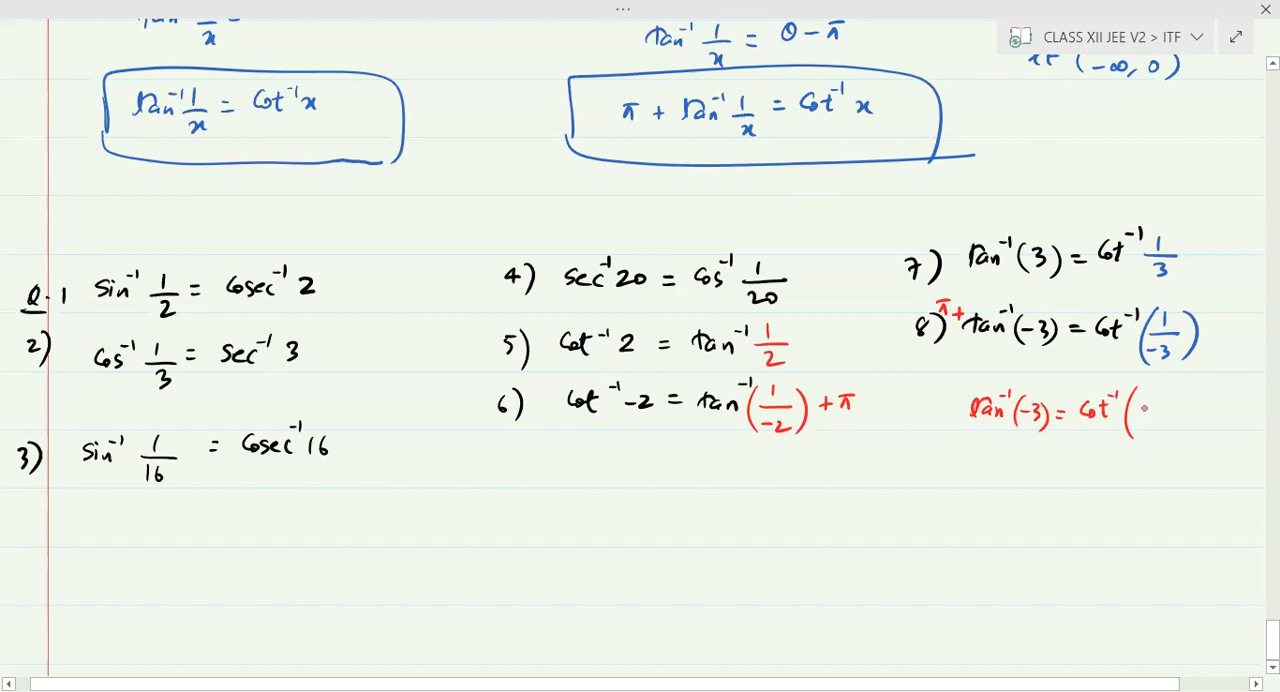 tan⁻¹ 1/x =
tan⁻¹ 1/x = θ - π
CLASS XII JEE V2 > ITF
(-∞, 0)
tan⁻¹ 1/x = cot⁻¹ x
π + tan⁻¹ 1/x = cot⁻¹ x
Q.1 sin⁻¹ 1/2 = cosec⁻¹ 2
2) cos⁻¹ 1/3 = sec⁻¹ 3
3) sin⁻¹ 1/16 = cosec⁻¹ 16
4) sec⁻¹ 20 = cos⁻¹ 1/20
5) cot⁻¹ 2 = tan⁻¹ 1/2
6) cot⁻¹ -2 = tan⁻¹ (1/-2) + π
7) tan⁻¹ (3) = cot⁻¹ 1/3
8) π + tan⁻¹ (-3) = cot⁻¹ (1/-3)
tan⁻¹ (-3) = cot⁻¹ (